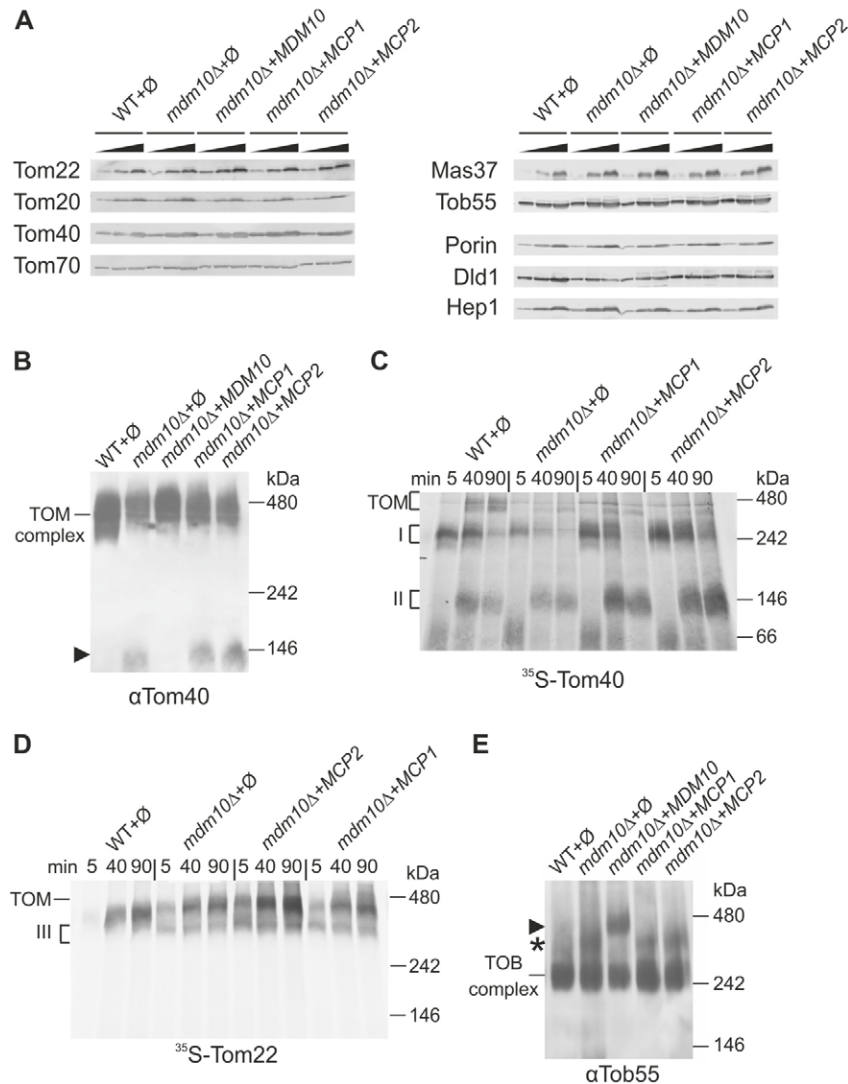 A
WT+Ø mdm10Δ+Ø mdm10Δ+MDM10 mdm10Δ+MCP1 mdm10Δ+MCP2
Tom22
Tom20
Tom40
Tom70
WT+Ø mdm10Δ+Ø mdm10Δ+MDM10 mdm10Δ+MCP1 mdm10Δ+MCP2
Mas37
Tob55
Porin
Dld1
Hep1
B
WT+Ø mdm10Δ+Ø mdm10Δ+MDM10 mdm10Δ+MCP1 mdm10Δ+MCP2
kDa
480
TOM
complex
242
146
αTom40
C
WT+Ø mdm10Δ+Ø mdm10Δ+MCP1 mdm10Δ+MCP2
min 5 40 90 5 40 90 5 40 90 5 40 90 kDa
TOM 480
I 242
II 146
66
³⁵S-Tom40
D
WT+Ø mdm10Δ+Ø mdm10Δ+MCP2 mdm10Δ+MCP1
min 5 40 90 5 40 90 5 40 90 5 40 90 kDa
TOM 480
III
242
146
³⁵S-Tom22
E
WT+Ø mdm10Δ+Ø mdm10Δ+MDM10 mdm10Δ+MCP1 mdm10Δ+MCP2
kDa
480
*
TOB
complex
242
146
αTob55